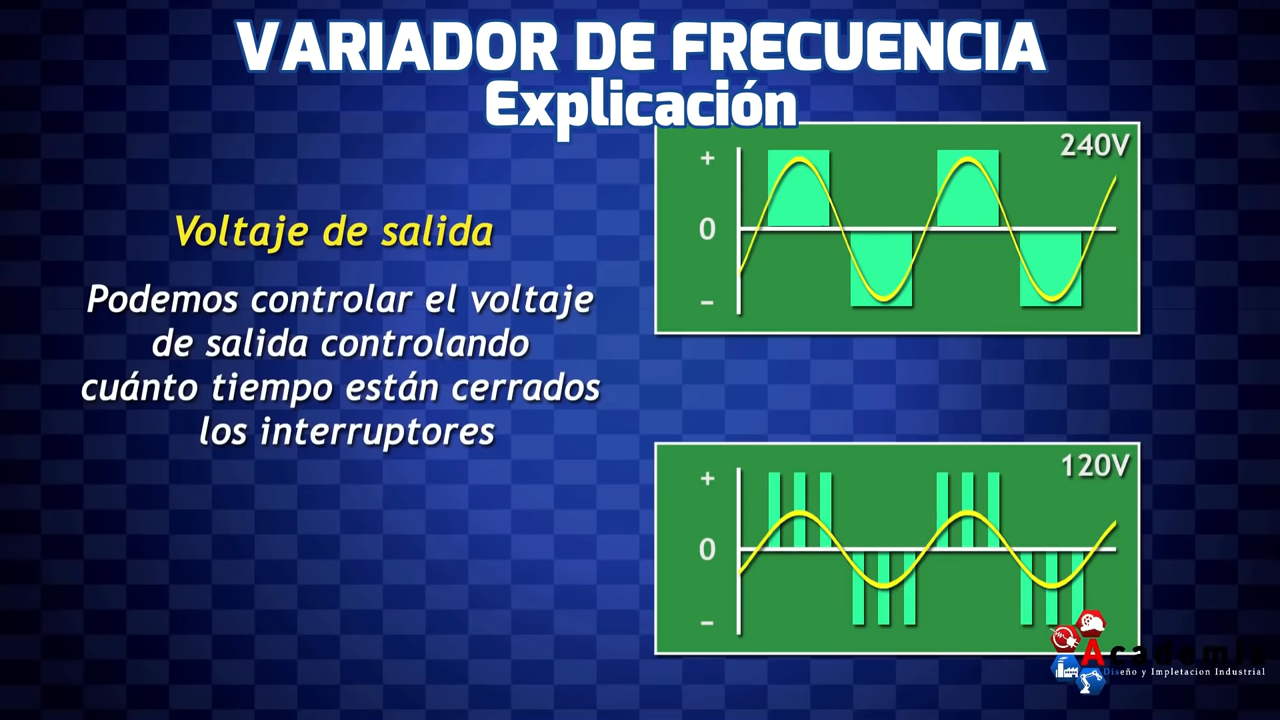 VARIADOR DE FRECUENCIA
Explicación
Voltaje de salida
Podemos controlar el voltaje
de salida controlando
cuánto tiempo están cerrados
los interruptores
240V
+
0
-
120V
+
0
-
Academis
Diseño y Impletacion Industrial